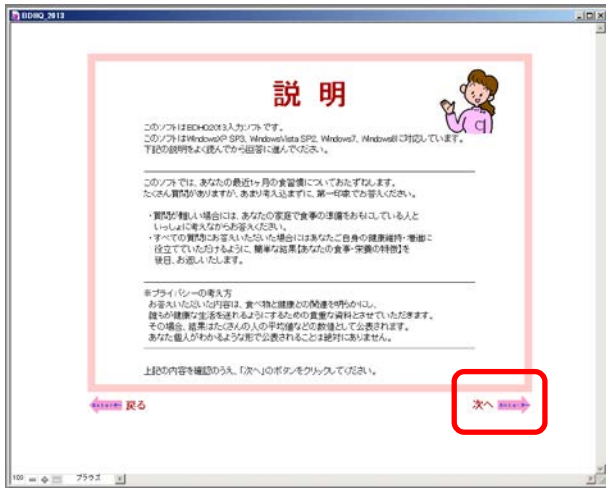 BDHQ_2013
説 明
このソフトはBDHQ2013入力ソフトです。
このソフトはWindowsXP SP3、WindowsVista SP2、Windows7、Windows8に対応しています。
下記の説明をよく読んでから回答に進んでください。
このソフトでは、あなたの最近1ヶ月の食習慣についておたずねします。
たくさん質問がありますが、あまり考え込まずに、第一印象でお答えください。
・質問が難しい場合には、あなたの家庭で食事の準備をおもにしている人と
いっしょに考えながらお答えください。
・すべての質問にお答えいただいた場合にはあなたご自身の健康維持・増進に
役立てていただけるように、簡単な結果【あなたの食事・栄養の特徴】を
後日、お返しいたします。
※プライバシーの考え方
お答えいただいた内容は、食べ物と健康との関連を明らかにし、
誰もが健康な生活を送れるようにするための貴重な資料とさせていただきます。
その場合、結果はたくさんの人の平均値などの数値として公表されます。
あなた個人がわかるような形で公表されることは絶対にありません。
上記の内容を確認のうえ、「次へ」のボタンをクリックしてください。
戻る
次へ
100
ブラウズ